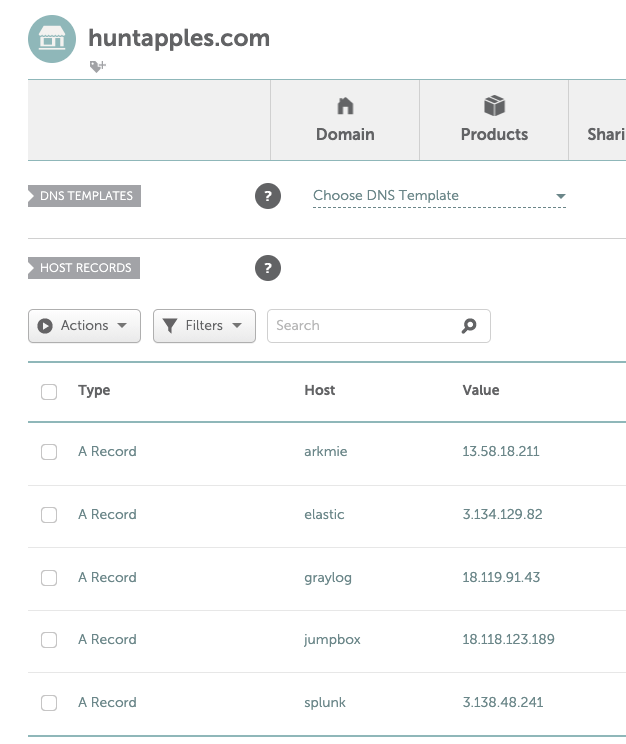 huntapples.com
Domain
Products
Shari
DNS TEMPLATES
?
Choose DNS Template
HOST RECORDS
?
Actions
Filters
Search
Type Host Value
A Record arkmie 13.58.18.211
A Record elastic 3.134.129.82
A Record graylog 18.119.91.43
A Record jumpbox 18.118.123.189
A Record splunk 3.138.48.241